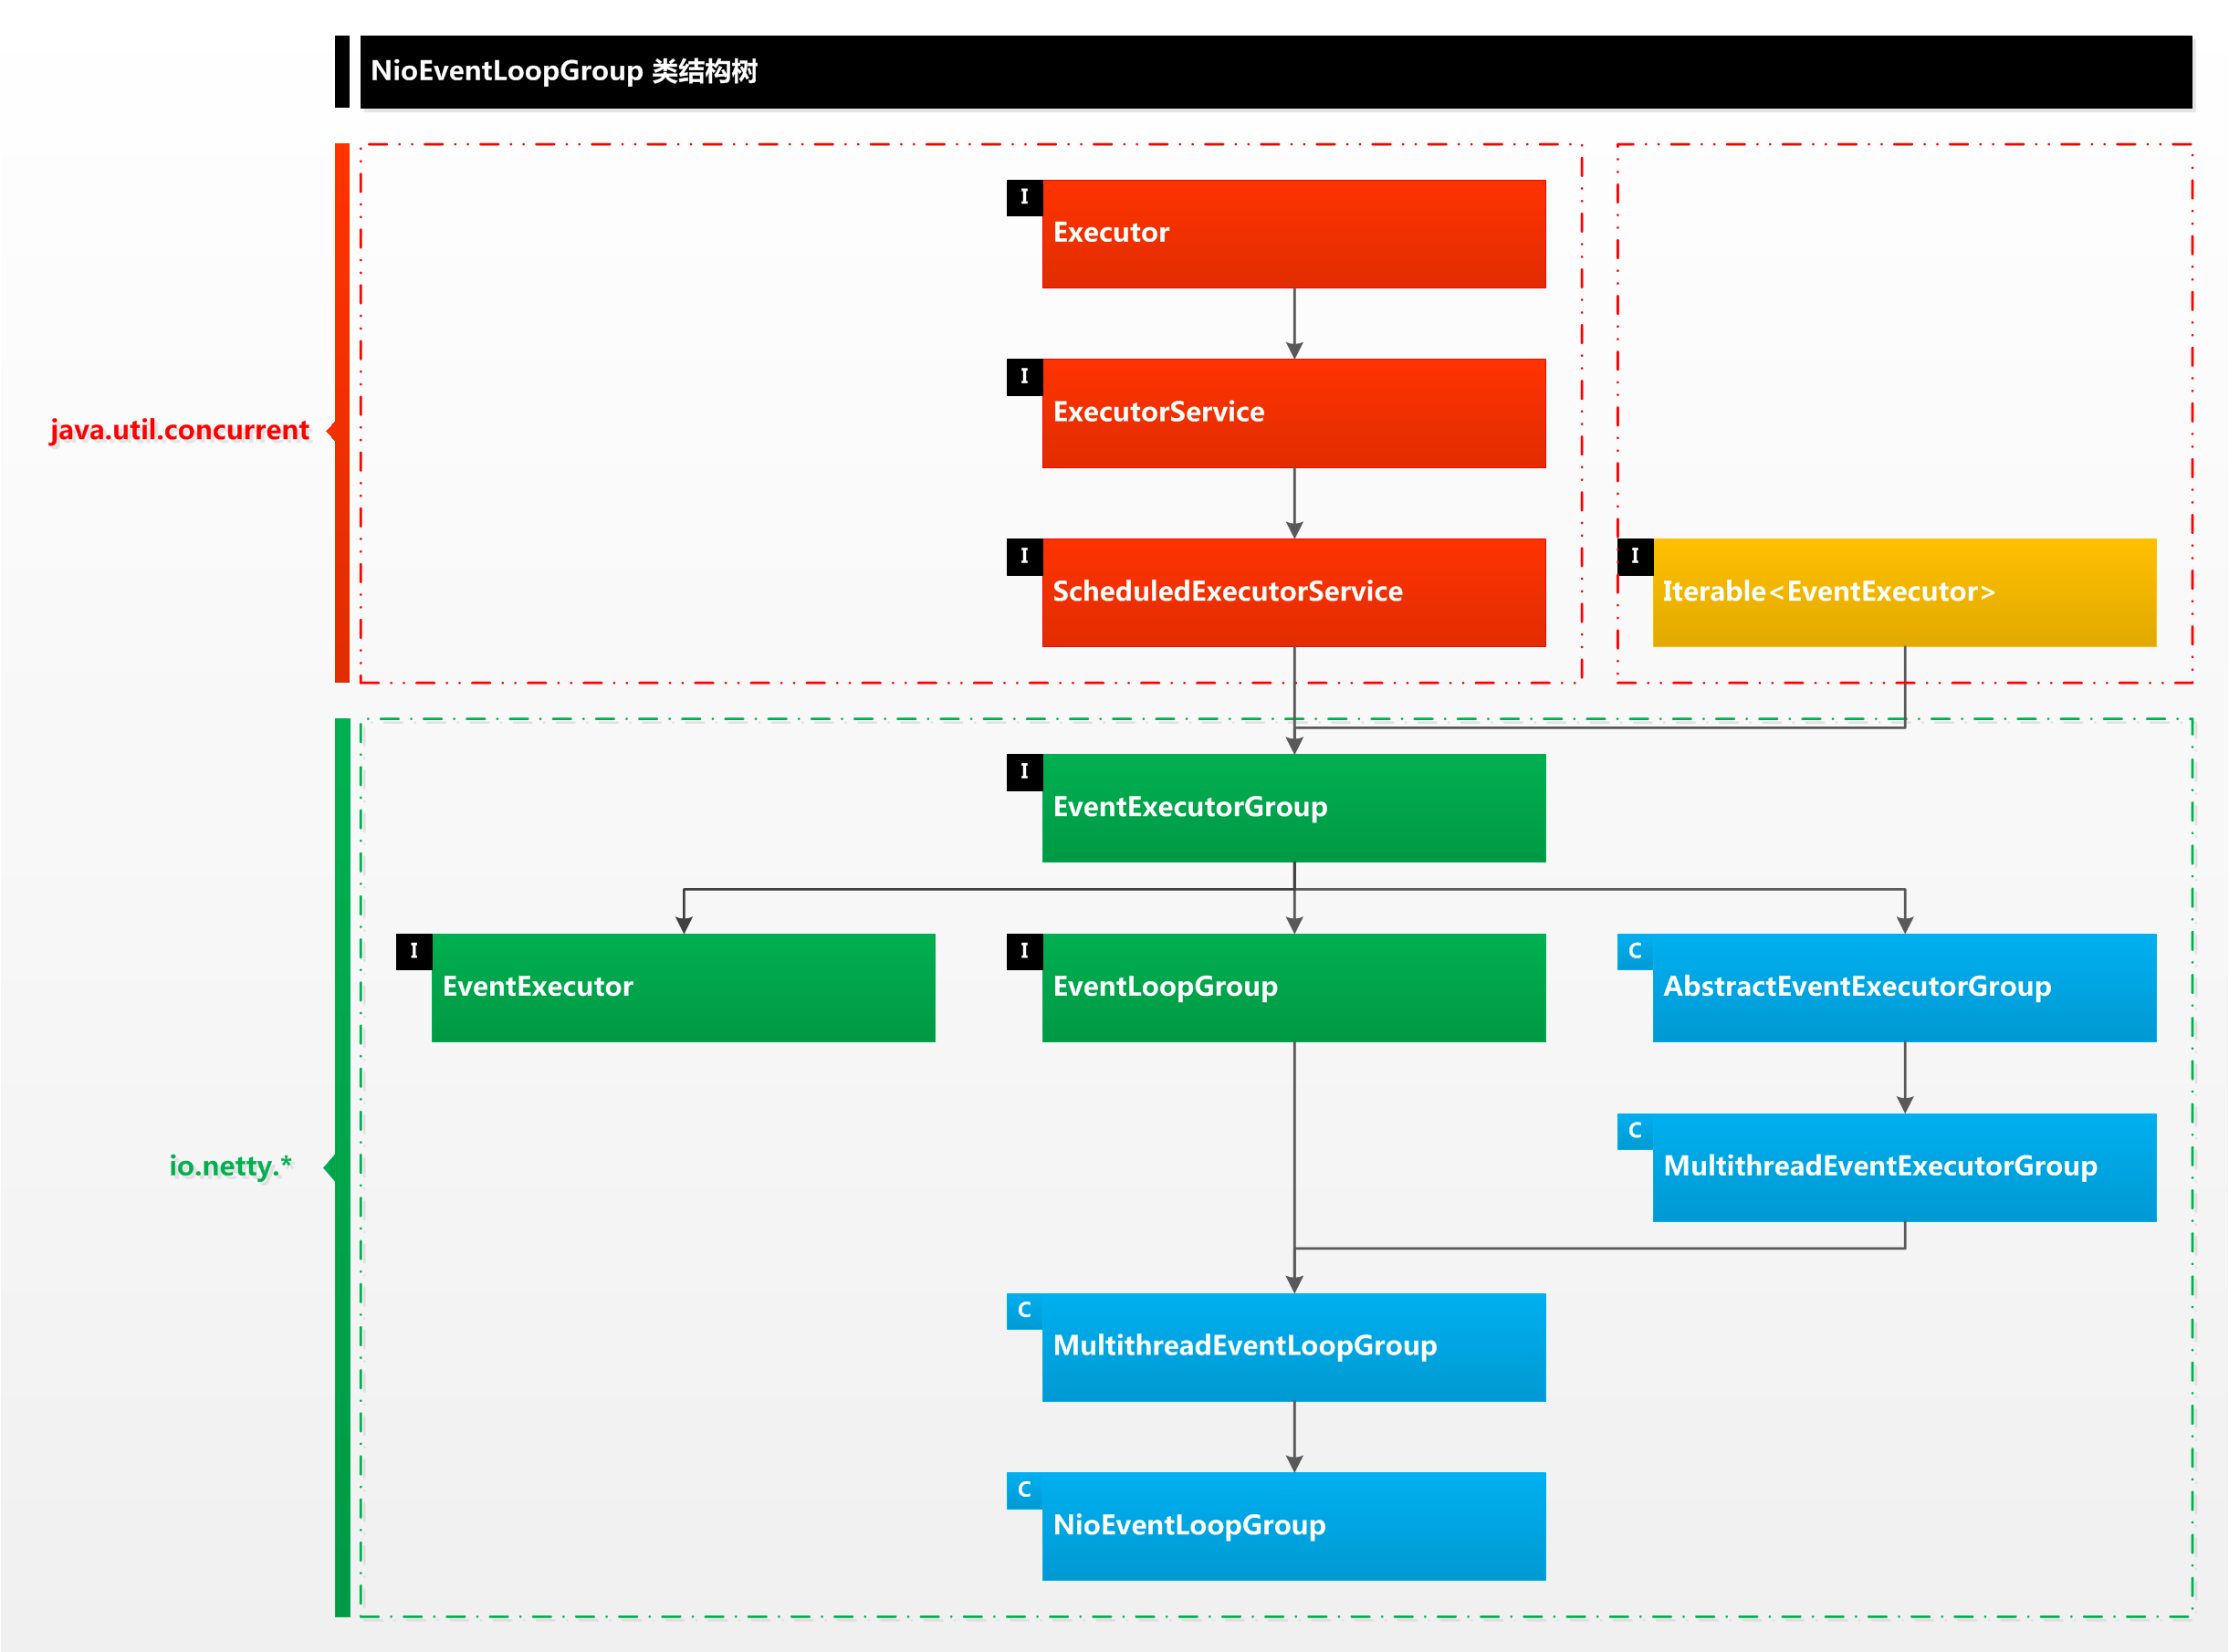 NioEventLoopGroup 类结构树
I
Executor
I
ExecutorService
java.util.concurrent
I
ScheduledExecutorService
I
Iterable<EventExecutor>
I
EventExecutorGroup
I
EventExecutor
I
EventLoopGroup
C
AbstractEventExecutorGroup
C
MultithreadEventExecutorGroup
io.netty.*
C
MultithreadEventLoopGroup
C
NioEventLoopGroup